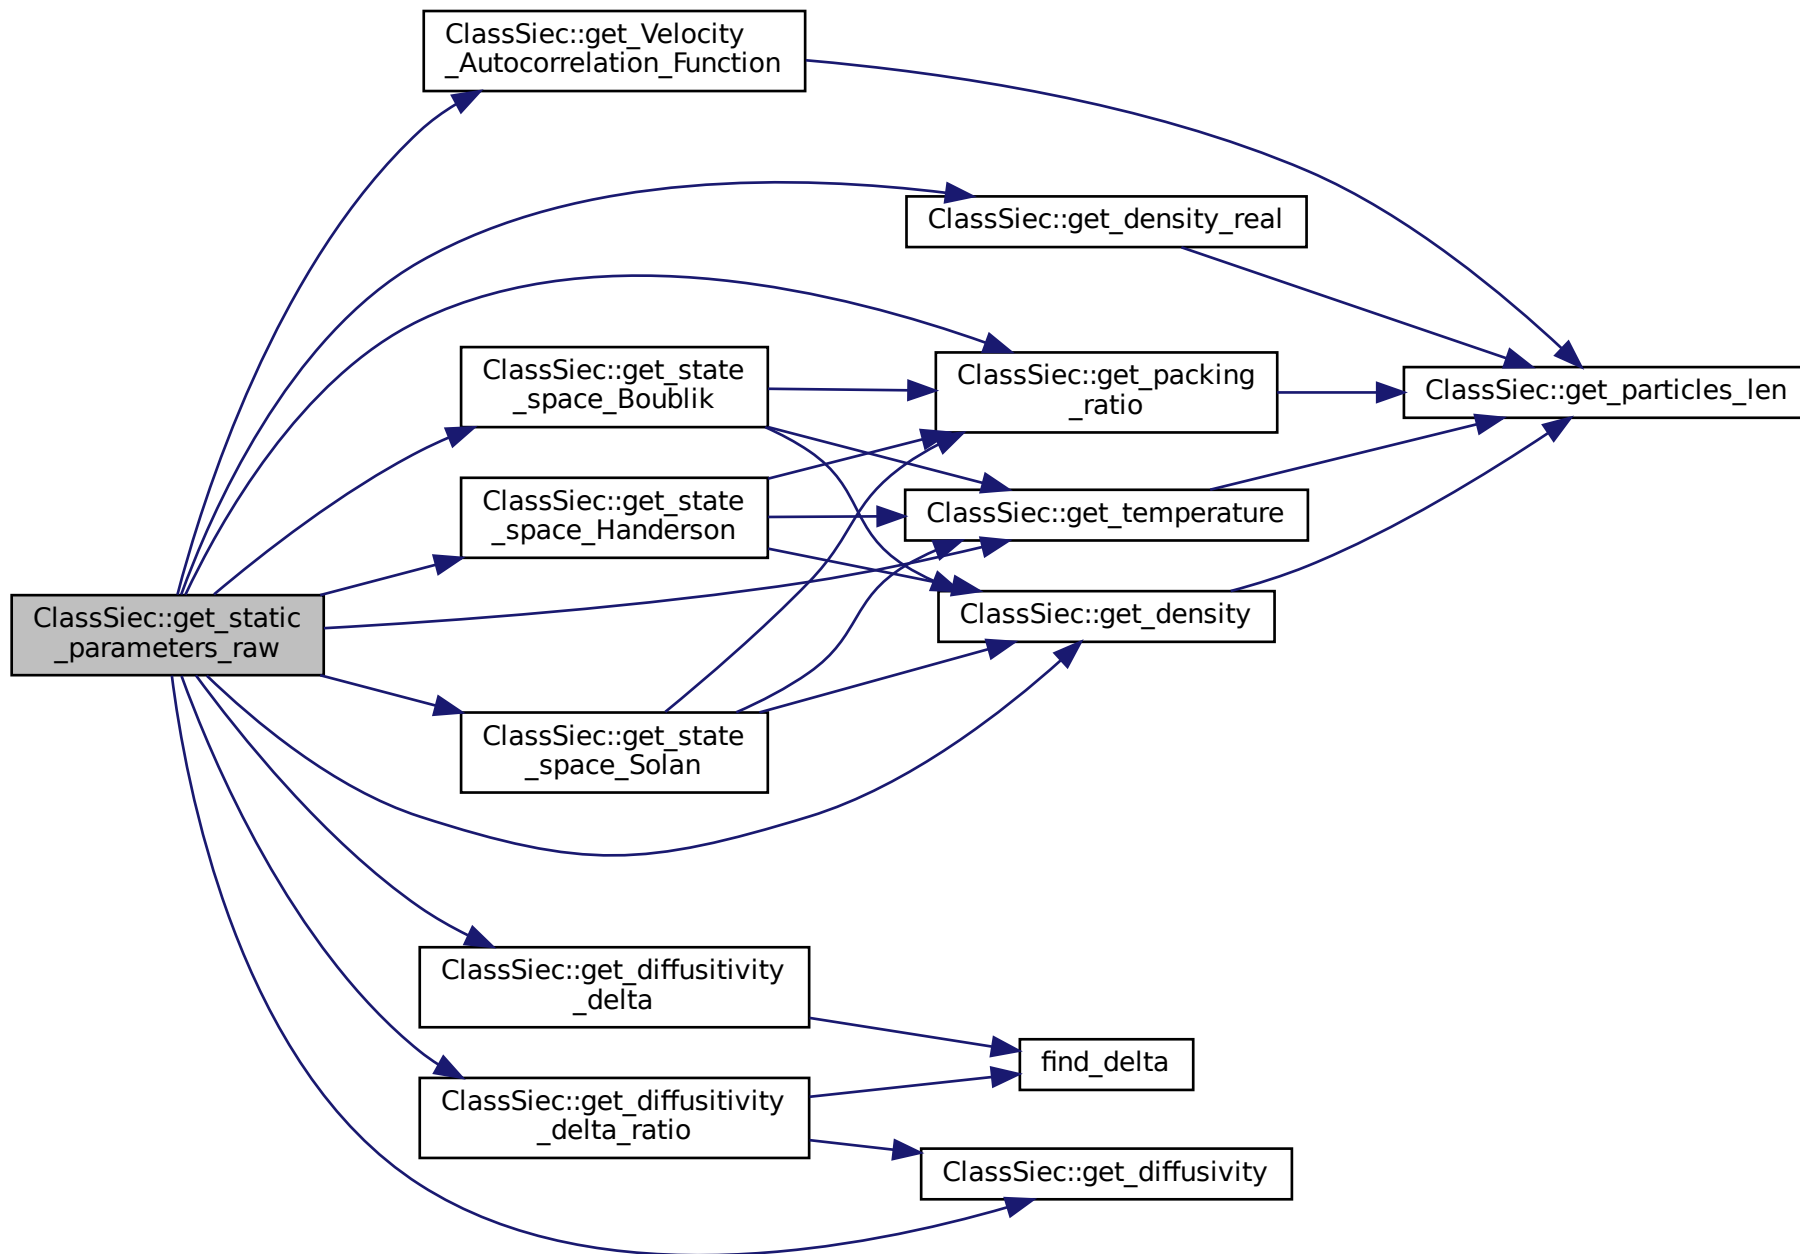 ClassSiec::get_Velocity
_Autocorrelation_Function
ClassSiec::get_density_real
ClassSiec::get_state
_space_Boublik
ClassSiec::get_packing
_ratio
ClassSiec::get_particles_len
ClassSiec::get_state
_space_Handerson
ClassSiec::get_temperature
ClassSiec::get_static
_parameters_raw
ClassSiec::get_density
ClassSiec::get_state
_space_Solan
ClassSiec::get_diffusitivity
_delta
find_delta
ClassSiec::get_diffusitivity
_delta_ratio
ClassSiec::get_diffusivity